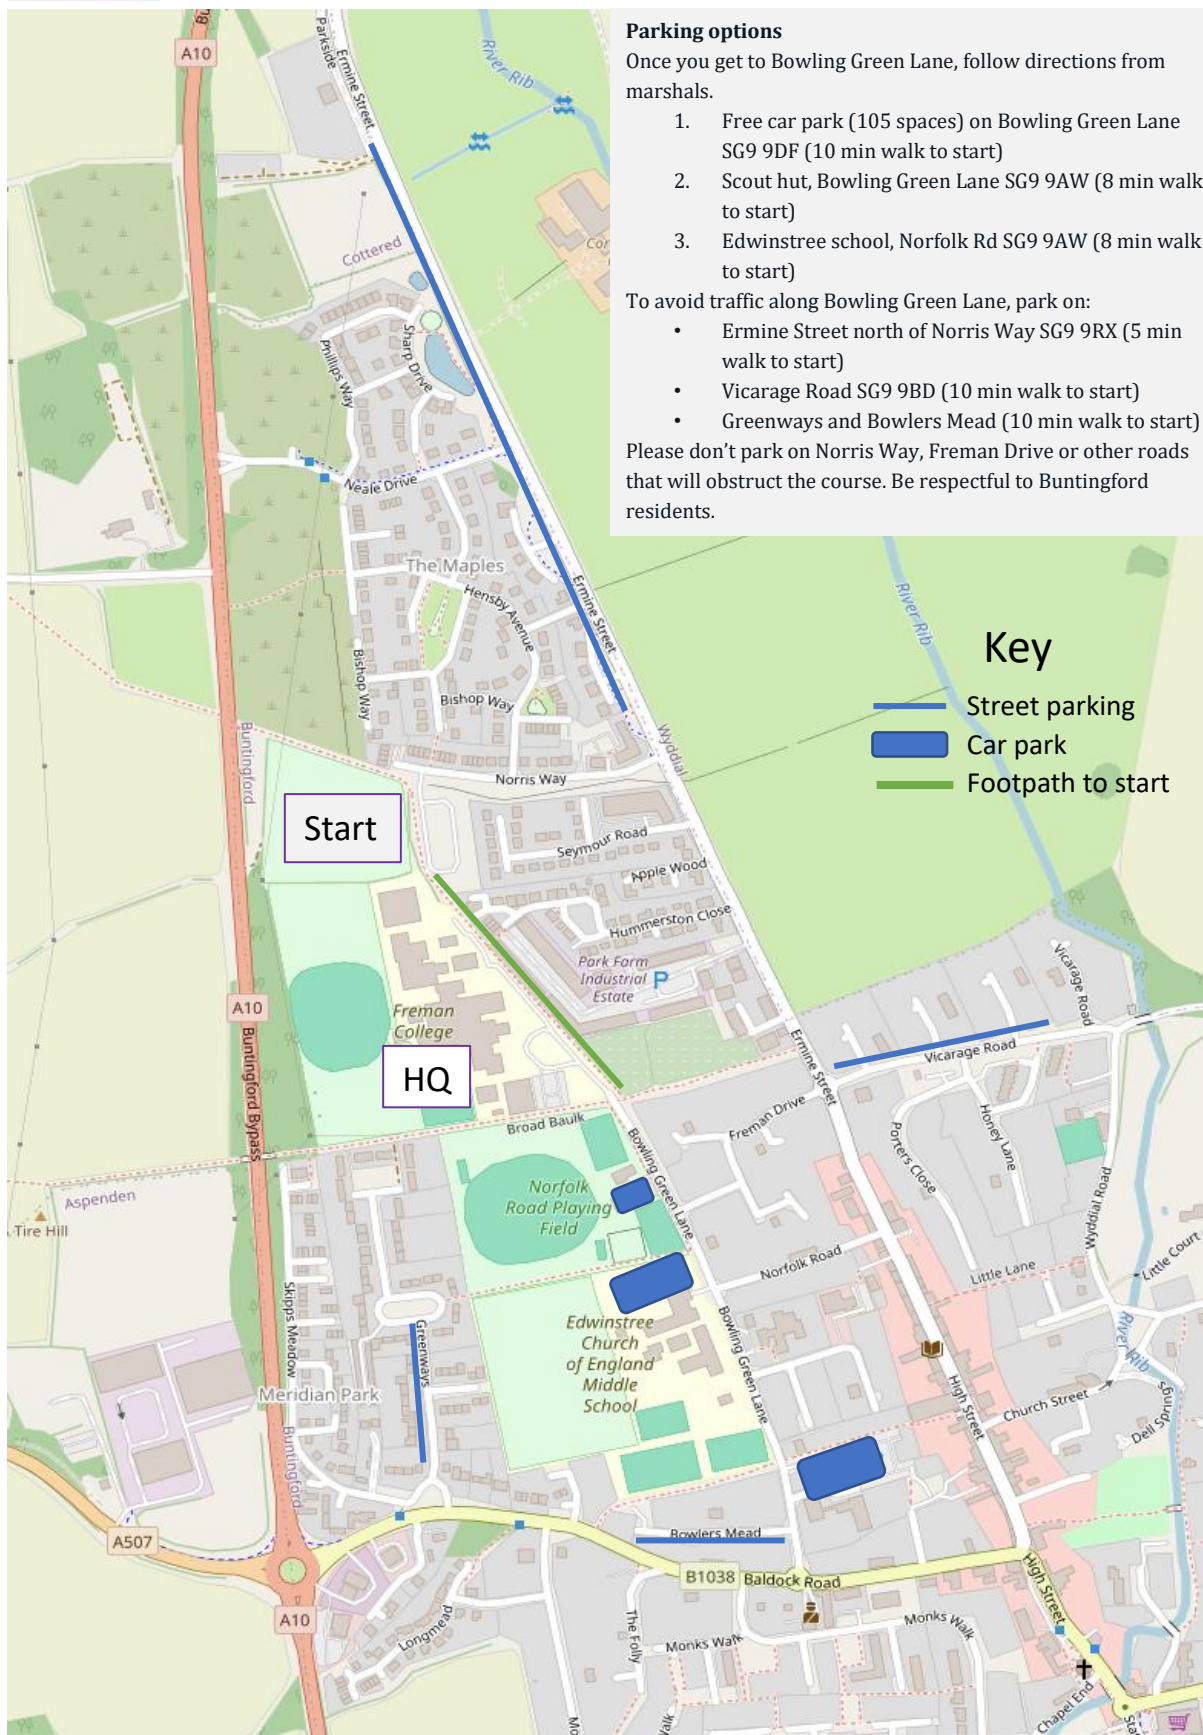 Parking options
Once you get to Bowling Green Lane, follow directions from
marshals.
1. Free car park (105 spaces) on Bowling Green Lane
SG9 9DF (10 min walk to start)
2. Scout hut, Bowling Green Lane SG9 9AW (8 min walk
to start)
3. Edwinstree school, Norfolk Rd SG9 9AW (8 min walk
to start)
To avoid traffic along Bowling Green Lane, park on:
• Ermine Street north of Norris Way SG9 9RX (5 min
walk to start)
• Vicarage Road SG9 9BD (10 min walk to start)
• Greenways and Bowlers Mead (10 min walk to start)
Please don’t park on Norris Way, Freman Drive or other roads
that will obstruct the course. Be respectful to Buntingford
residents.
Key
Street parking
Car park
Footpath to start
A10
Parkside
Ermine Street
River Rib
Cottered
Phillips Way
Sharp Drive
Neale Drive
The Maples
Hensby Avenue
Ermine Street
River Rib
Bishop Way
Bishop Way
Wyddial
Buntingford
Norris Way
Start
Seymour Road
Apple Wood
Hummerston Close
Park Farm
Industrial
Estate
P
Vicarage Road
A10
Freman
College
Ermine Street
Vicarage Road
Buntingford Bypass
HQ
Broad Baulk
Freman Drive
Porters Close
Honey Lane
Bowling Green Lane
Aspenden
Norfolk
Road Playing
Field
Wyddial Road
Tire Hill
Norfolk Road
Little Lane
Little Court
Skipps Meadow
Greenways
Edwinstree
Church
of England
Middle
School
Bowling Green Lane
River Rib
Meridian Park
High Street
Church Street
Dell Springs
Buntingford
A507
Bowlers Mead
B1038
Baldock Road
High Street
A10
Longmead
The Folly
Monks Walk
Monks Walk
Chapel End
Walk